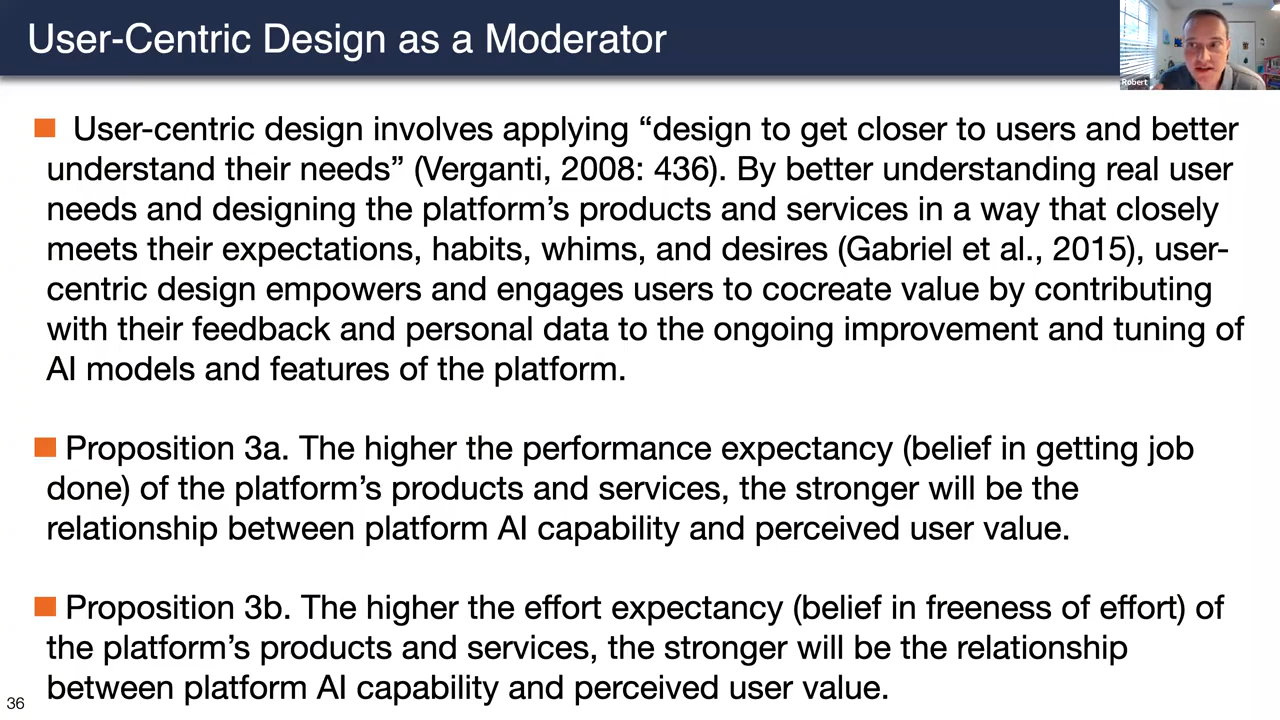 User-Centric Design as a Moderator
Robert
User-centric design involves applying “design to get closer to users and better
understand their needs” (Verganti, 2008: 436). By better understanding real user
needs and designing the platform’s products and services in a way that closely
meets their expectations, habits, whims, and desires (Gabriel et al., 2015), user-
centric design empowers and engages users to cocreate value by contributing
with their feedback and personal data to the ongoing improvement and tuning of
AI models and features of the platform.
Proposition 3a. The higher the performance expectancy (belief in getting job
done) of the platform’s products and services, the stronger will be the
relationship between platform AI capability and perceived user value.
Proposition 3b. The higher the effort expectancy (belief in freeness of effort) of
the platform’s products and services, the stronger will be the relationship
between platform AI capability and perceived user value.
36